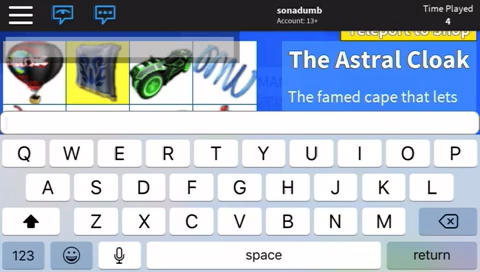 sonadumb
Account: 13+
Time Played
4
Teleport to Shop
The Astral Cloak
The famed cape that lets
Q W E R T Y U I O P
A S D F G H J K L
Z X C V B N M
123 space return